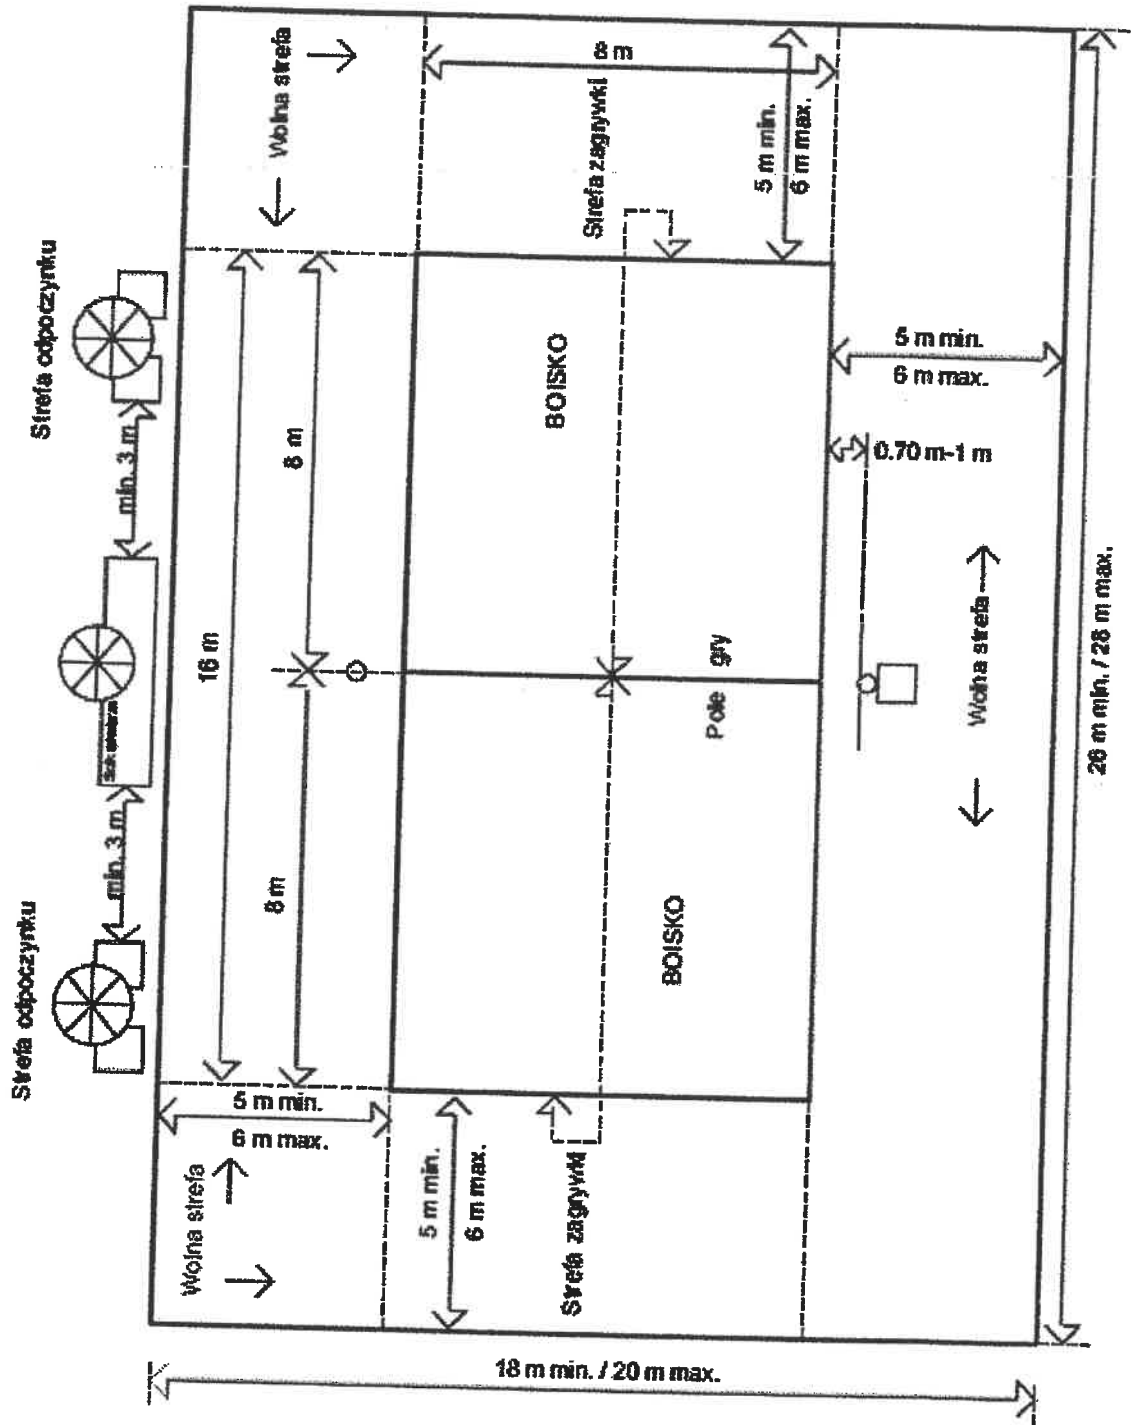 Strefa odpoczynku
Strefa odpoczynku
min. 3 m
min. 3 m
Wolna strefa
Wolna strefa
16 m
8 m
8 m
5 m min.
6 m max.
8 m
Strefa zagrywki
Strefa zagrywki
5 m min.
6 m max.
5 m min.
6 m max.
BOISKO
BOISKO
Pole gry
5 m min.
6 m max.
0.70 m-1 m
Wolna strefa
26 m min. / 28 m max.
18 m min. / 20 m max.